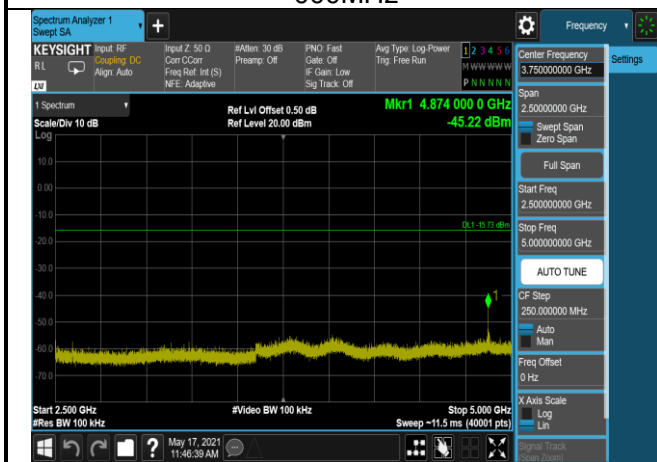 Spectrum Analyzer 1
Swept SA
Frequency
KEYSIGHT
RL
LXI
Input: RF
Coupling: DC
Align: Auto
Input Z: 50 Ω
Corr CCorr
Freq Ref: Int (S)
NFE: Adaptive
#Atten: 30 dB
Preamp: Off
PNO: Fast
Gate: Off
IF Gain: Low
Sig Track: Off
Avg Type: Log-Power
Trig: Free Run
1 2 3 4 5 6
M W W W W W
P N N N N N
Center Frequency
3.750000000 GHz
Settings
Span
2.50000000 GHz
Swept Span
Zero Span
Full Span
Start Freq
2.500000000 GHz
Stop Freq
5.000000000 GHz
AUTO TUNE
CF Step
250.000000 MHz
Auto
Man
Freq Offset
0 Hz
X Axis Scale
Log
Lin
Signal Track
(Span Zoom)
1 Spectrum
Scale/Div 10 dB
Log
Ref Lvl Offset 0.50 dB
Ref Level 20.00 dBm
Mkr1 4.874 000 0 GHz
-45.22 dBm
10.0
0.00
-10.0
DL1 -15.73 dBm
-20.0
-30.0
-40.0
1
-50.0
-60.0
-70.0
Start 2.500 GHz
#Res BW 100 kHz
#Video BW 100 kHz
Stop 5.000 GHz
Sweep ~11.5 ms (40001 pts)
May 17, 2021
11:46:39 AM